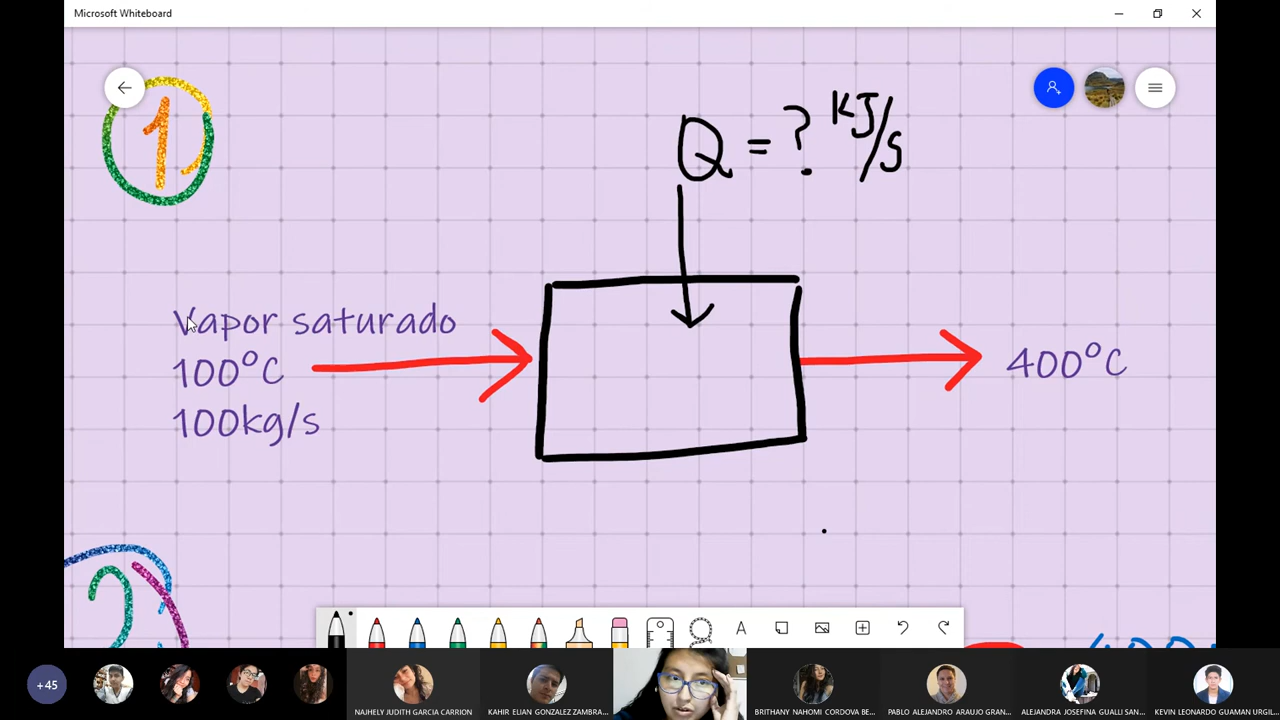 Microsoft Whiteboard
1
Q = ? KJ/s
Vapor saturado
100°C
100kg/s
400°C
2
A
+45
NAJHELY JUDITH GARCIA CARRION
KAHIR ELIAN GONZALEZ ZAMBRA...
BRITHANY NAHOMI CORDOVA BE...
PABLO ALEJANDRO ARAUJO GRAN...
ALEJANDRA JOSEFINA GUALLI SAN...
KEVIN LEONARDO GUAMAN URGIL...